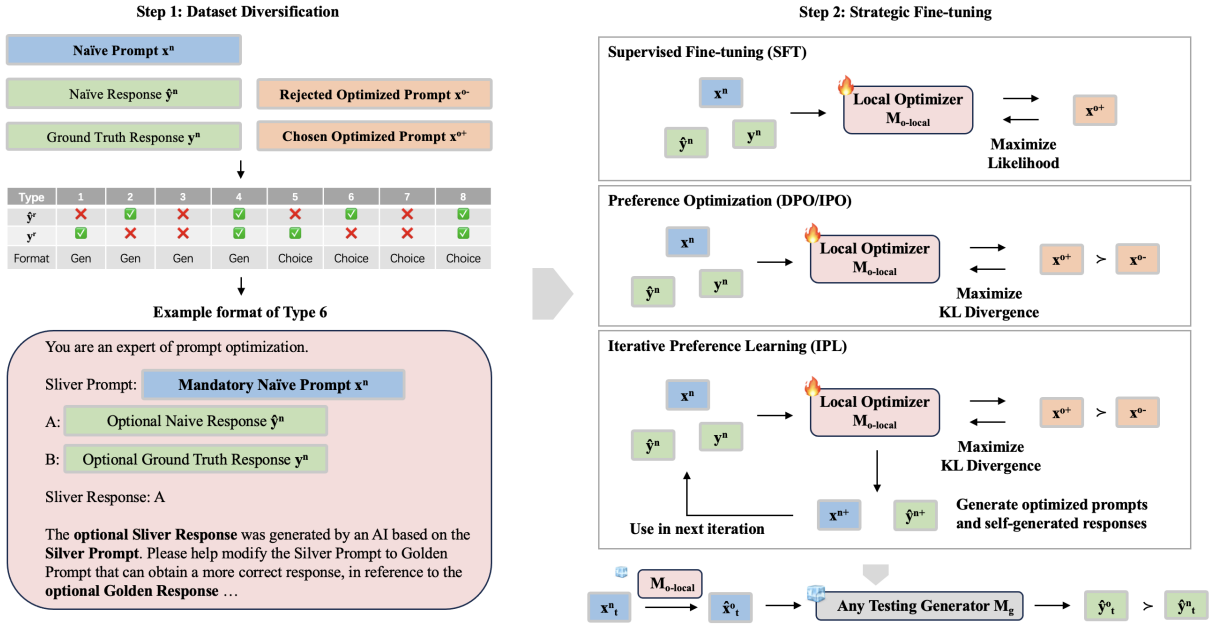 Step 1: Dataset Diversification
Naïve Prompt xⁿ
Naïve Response ŷⁿ
Rejected Optimized Prompt xᵒ⁻
Ground Truth Response yⁿ
Chosen Optimized Prompt xᵒ⁺
Type 1 2 3 4 5 6 7 8
ŷʳ ❌ ✅ ❌ ✅ ❌ ✅ ❌ ✅
yʳ ✅ ❌ ❌ ✅ ✅ ❌ ❌ ✅
Format Gen Gen Gen Gen Choice Choice Choice Choice
Example format of Type 6
You are an expert of prompt optimization.
Sliver Prompt: Mandatory Naïve Prompt xⁿ
A: Optional Naive Response ŷⁿ
B: Optional Ground Truth Response yⁿ
Sliver Response: A
The optional Sliver Response was generated by an AI based on the
Silver Prompt. Please help modify the Silver Prompt to Golden
Prompt that can obtain a more correct response, in reference to the
optional Golden Response …
Step 2: Strategic Fine-tuning
Supervised Fine-tuning (SFT)
xⁿ
ŷⁿ
yⁿ
Local Optimizer
Mₒ₋ₗₒcₐₗ
xᵒ⁺
Maximize
Likelihood
Preference Optimization (DPO/IPO)
xⁿ
ŷⁿ
yⁿ
Local Optimizer
Mₒ₋ₗₒcₐₗ
xᵒ⁺ ≻ xᵒ⁻
Maximize
KL Divergence
Iterative Preference Learning (IPL)
xⁿ
ŷⁿ
yⁿ
Local Optimizer
Mₒ₋ₗₒcₐₗ
xᵒ⁺ ≻ xᵒ⁻
Maximize
KL Divergence
Use in next iteration
xⁿ⁺
ŷⁿ⁺
Generate optimized prompts
and self-generated responses
xⁿₜ
Mₒ₋ₗₒcₐₗ
x̂ᵒₜ
Any Testing Generator M_g
ŷᵒₜ ≻ ŷⁿₜ